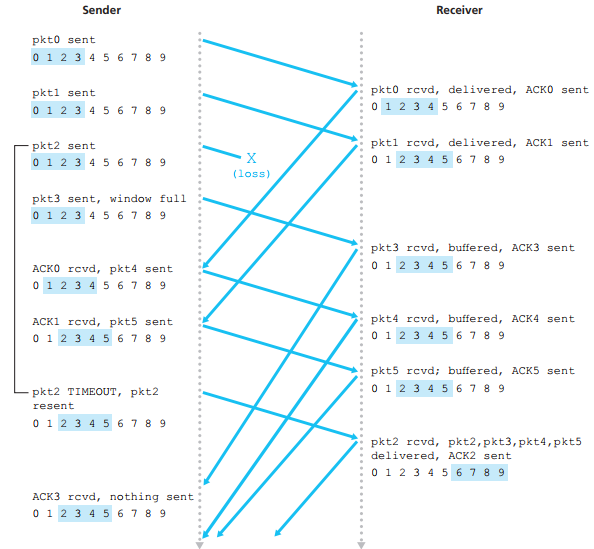 Sender
Receiver
pkt0 sent
0 1 2 3 4 5 6 7 8 9
pkt0 rcvd, delivered, ACK0 sent
0 1 2 3 4 5 6 7 8 9
pkt1 sent
0 1 2 3 4 5 6 7 8 9
pkt1 rcvd, delivered, ACK1 sent
0 1 2 3 4 5 6 7 8 9
pkt2 sent
0 1 2 3 4 5 6 7 8 9
X
(loss)
pkt3 sent, window full
0 1 2 3 4 5 6 7 8 9
pkt3 rcvd, buffered, ACK3 sent
0 1 2 3 4 5 6 7 8 9
ACK0 rcvd, pkt4 sent
0 1 2 3 4 5 6 7 8 9
pkt4 rcvd, buffered, ACK4 sent
0 1 2 3 4 5 6 7 8 9
ACK1 rcvd, pkt5 sent
0 1 2 3 4 5 6 7 8 9
pkt5 rcvd; buffered, ACK5 sent
0 1 2 3 4 5 6 7 8 9
pkt2 TIMEOUT, pkt2
resent
0 1 2 3 4 5 6 7 8 9
pkt2 rcvd, pkt2,pkt3,pkt4,pkt5
delivered, ACK2 sent
0 1 2 3 4 5 6 7 8 9
ACK3 rcvd, nothing sent
0 1 2 3 4 5 6 7 8 9